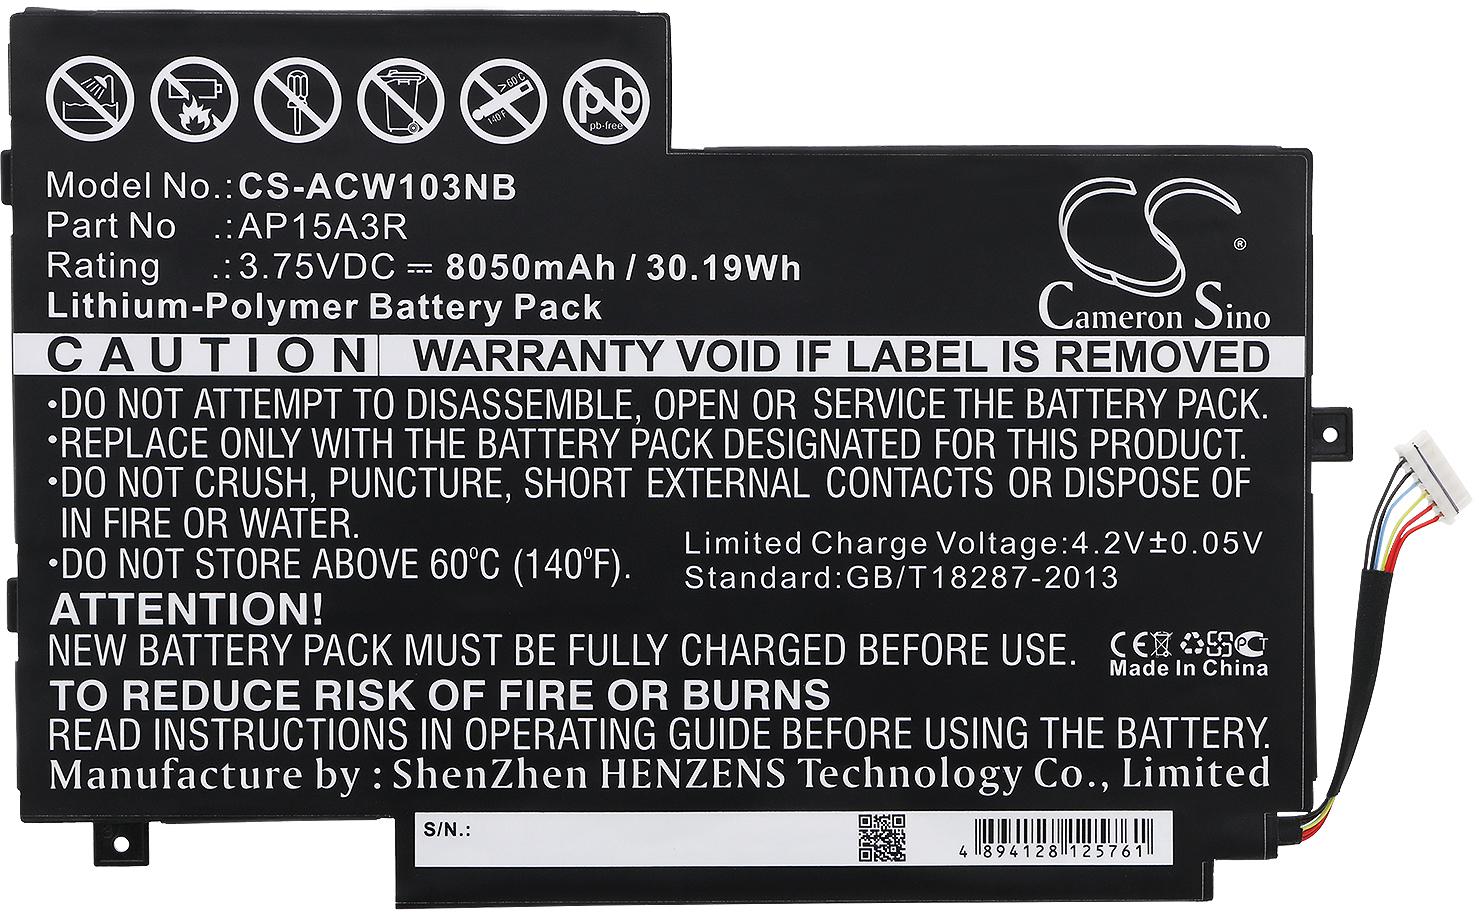 >60°C
140°F
pb
pb-free
Model No.:CS-ACW103NB
Part No .:AP15A3R
Rating .:3.75VDC ⎓ 8050mAh / 30.19Wh
Lithium-Polymer Battery Pack
CS®
Cameron Sino
CAUTION WARRANTY VOID IF LABEL IS REMOVED
•DO NOT ATTEMPT TO DISASSEMBLE, OPEN OR SERVICE THE BATTERY PACK.
•REPLACE ONLY WITH THE BATTERY PACK DESIGNATED FOR THIS PRODUCT.
•DO NOT CRUSH, PUNCTURE, SHORT EXTERNAL CONTACTS OR DISPOSE OF
IN FIRE OR WATER.
•DO NOT STORE ABOVE 60ºC (140ºF).
Limited Charge Voltage:4.2V±0.05V
Standard:GB/T18287-2013
ATTENTION!
NEW BATTERY PACK MUST BE FULLY CHARGED BEFORE USE.
CE PCT
Made In China
TO REDUCE RISK OF FIRE OR BURNS
READ INSTRUCTIONS IN OPERATING GUIDE BEFORE USING THE BATTERY.
Manufacture by : ShenZhen HENZENS Technology Co., Limited
S/N.:
4 894128 125761